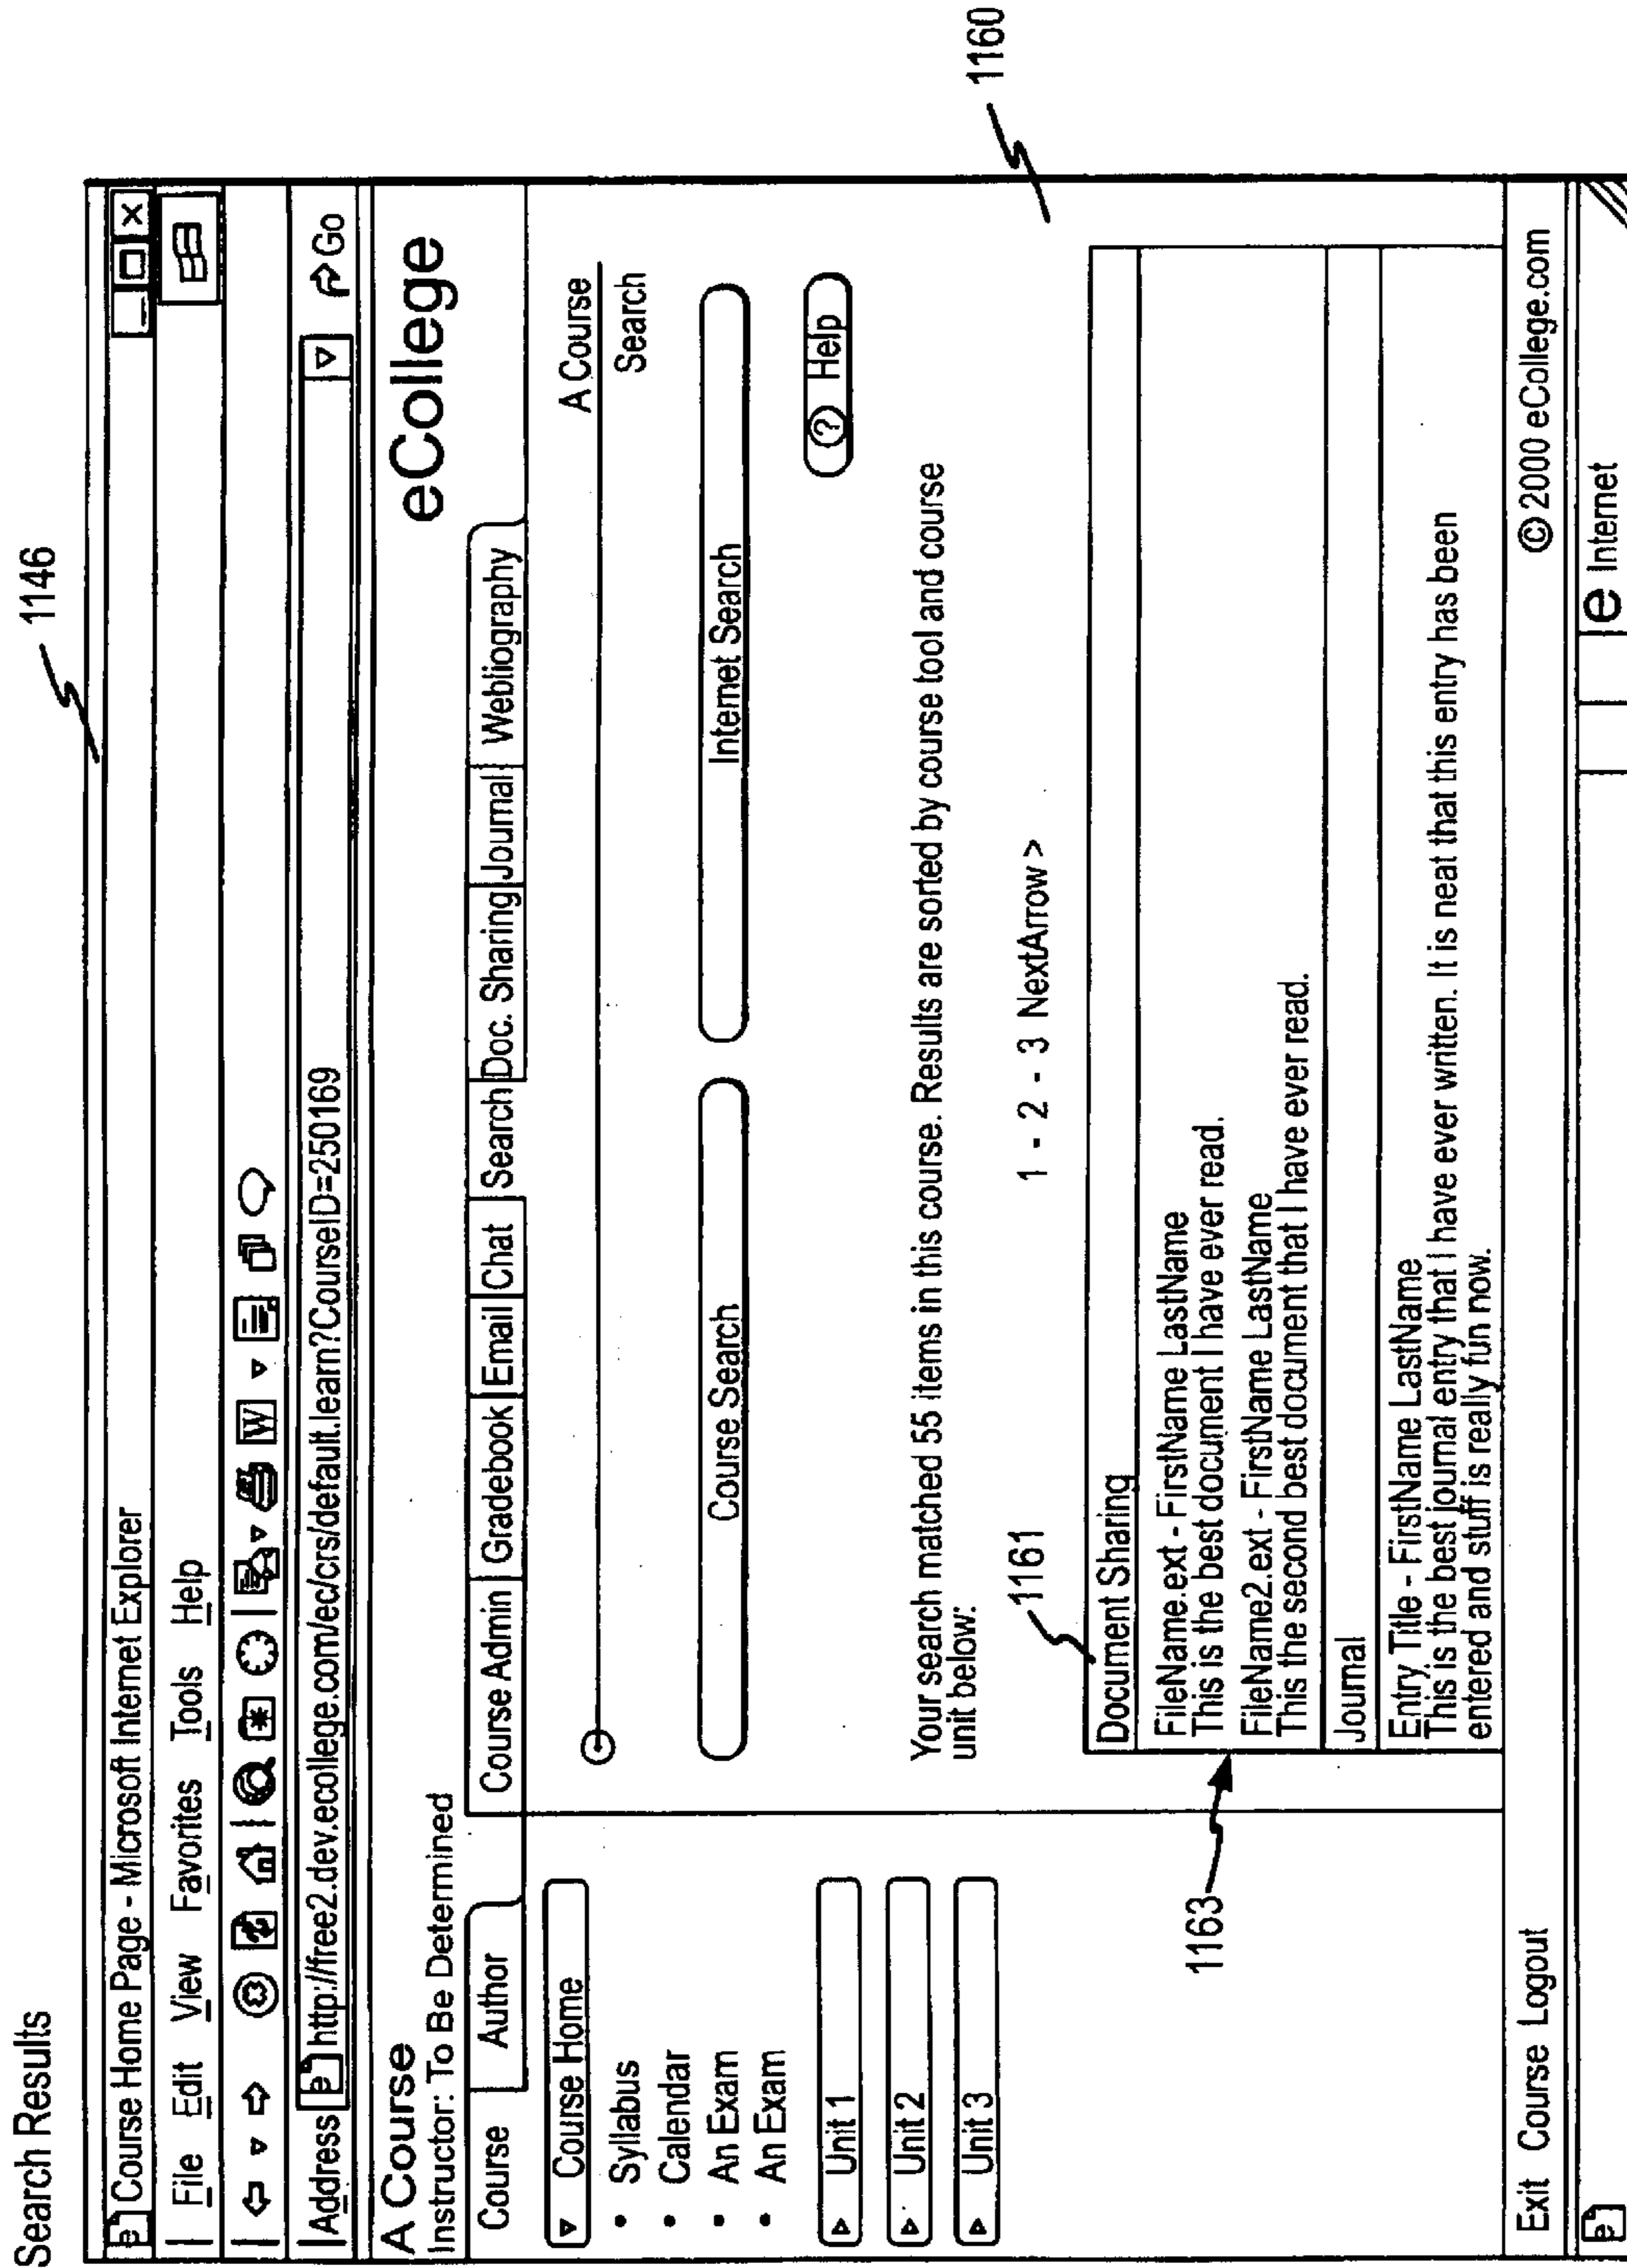 Search Results
1146
Course Home Page - Microsoft Internet Explorer
File Edit View Favorites Tools Help
W
Address http://free2.dev.ecollege.com/ec/crs/default.learn?CourseID=250169 Go
A Course
Instructor: To Be Determined
eCollege
Course Author
Course Admin Gradebook Email Chat Search Doc. Sharing Journal Webliography
Course Home
• Syllabus
• Calendar
• An Exam
• An Exam
Unit 1
Unit 2
Unit 3
A Course
Search
Course Search Internet Search
? Help
Your search matched 55 items in this course. Results are sorted by course tool and course
unit below:
1 - 2 - 3 NextArrow >
1160
1161
Document Sharing
1163
FileName.ext - FirstName LastName
This is the best document I have ever read.
FileName2.ext - FirstName LastName
This the second best document that I have ever read.
Journal
Entry Title - FirstName LastName
This is the best journal entry that I have ever written. It is neat that this entry has been
entered and stuff is really fun now.
Exit Course Logout © 2000 eCollege.com
e Internet